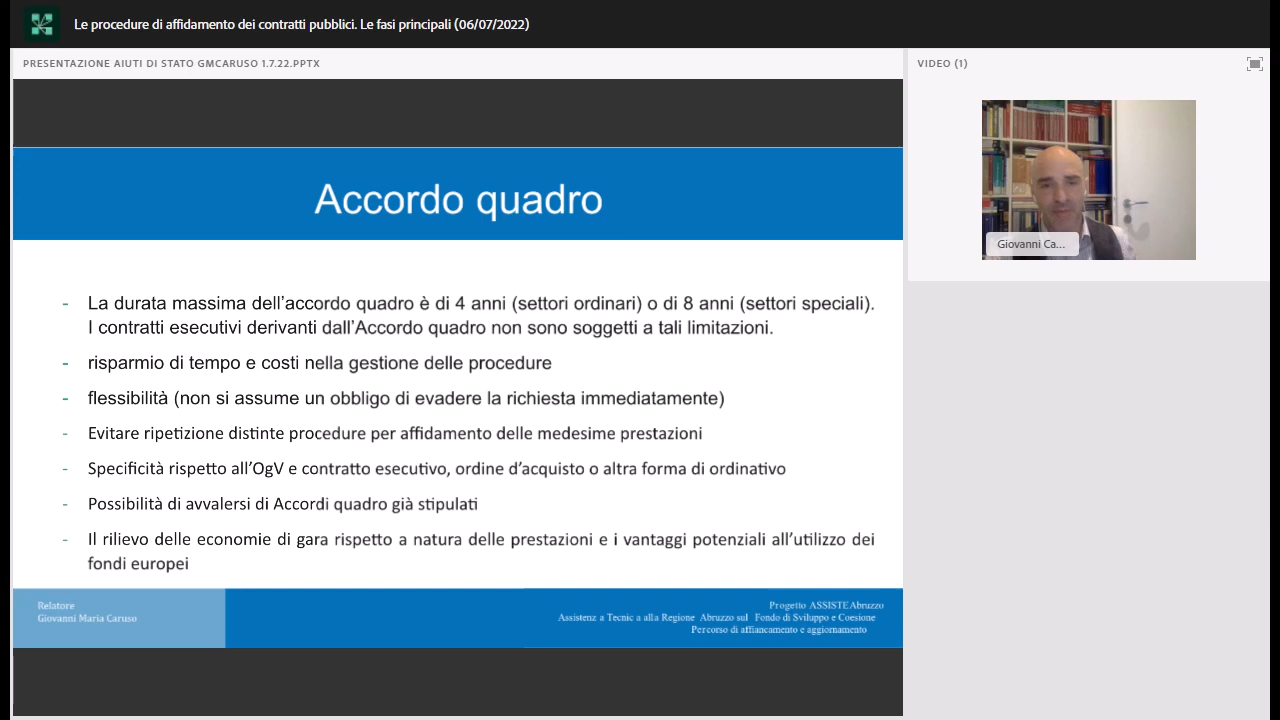 Le procedure di affidamento dei contratti pubblici. Le fasi principali (06/07/2022)
PRESENTAZIONE AIUTI DI STATO GMCARUSO 1.7.22.PPTX
VIDEO (1)
Accordo quadro
Giovanni Ca...
- La durata massima dell'accordo quadro è di 4 anni (settori ordinari) o di 8 anni (settori speciali).
I contratti esecutivi derivanti dall'Accordo quadro non sono soggetti a tali limitazioni.
- risparmio di tempo e costi nella gestione delle procedure
- flessibilità (non si assume un obbligo di evadere la richiesta immediatamente)
- Evitare ripetizione distinte procedure per affidamento delle medesime prestazioni
- Specificità rispetto all'OgV e contratto esecutivo, ordine d'acquisto o altra forma di ordinativo
- Possibilità di avvalersi di Accordi quadro già stipulati
- Il rilievo delle economie di gara rispetto a natura delle prestazioni e i vantaggi potenziali all'utilizzo dei
fondi europei
Relatore
Giovanni Maria Caruso
Progetto ASSISTEAbruzzo
Assistenz a Tecnic a alla Regione Abruzzo sul Fondo di Sviluppo e Coesione
Percorso di affiancamento e aggiornamento